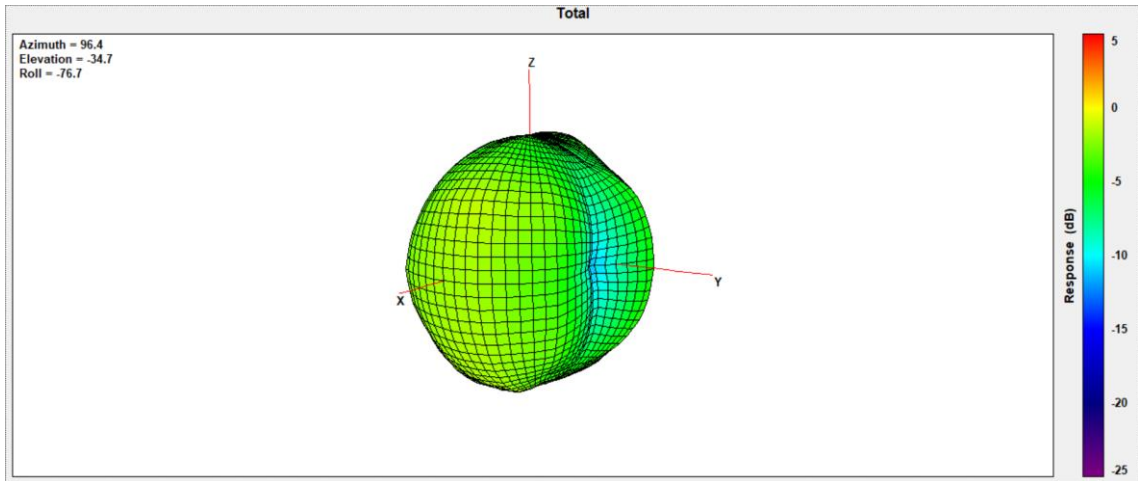 Total
Azimuth = 96.4
Elevation = -34.7
Roll = -76.7
Z
Y
X
5
0
-5
-10
-15
-20
-25
Response (dB)